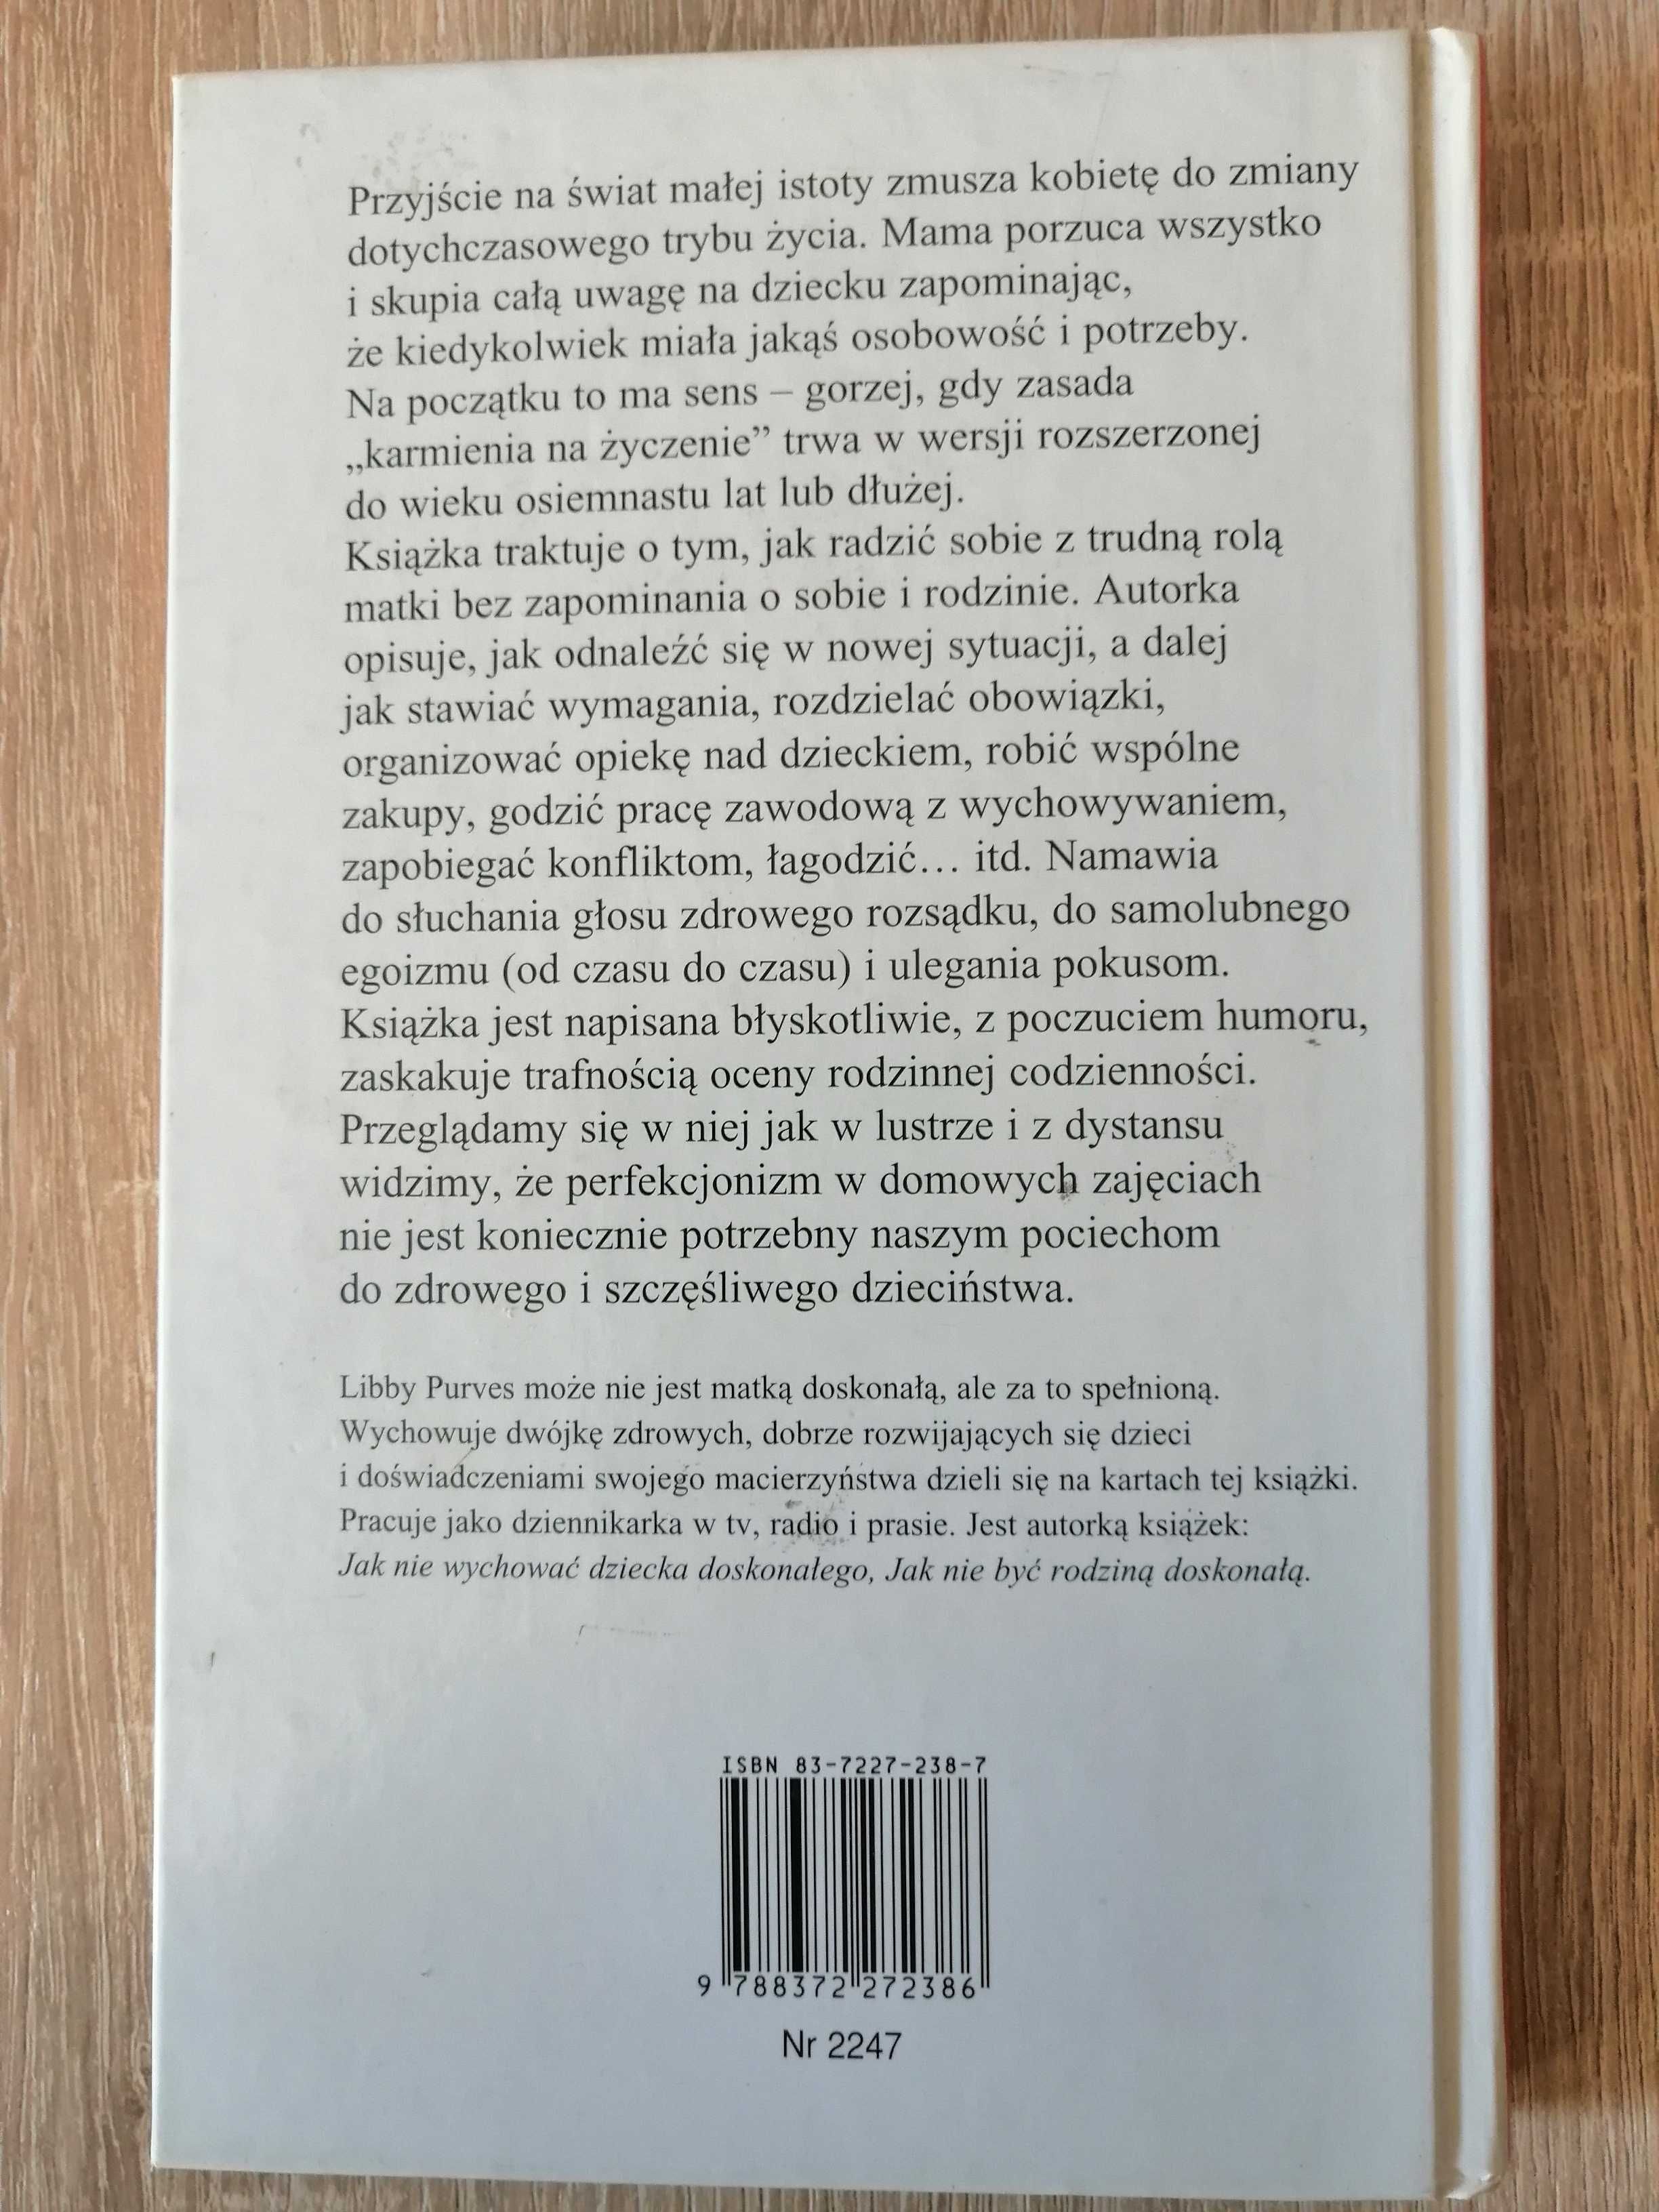 Przyjście na świat małej istoty zmusza kobietę do zmiany
dotychczasowego trybu życia. Mama porzuca wszystko
i skupia całą uwagę na dziecku zapominając,
że kiedykolwiek miała jakąś osobowość i potrzeby.
Na początku to ma sens – gorzej, gdy zasada
„karmienia na życzenie” trwa w wersji rozszerzonej
do wieku osiemnastu lat lub dłużej.
Książka traktuje o tym, jak radzić sobie z trudną rolą
matki bez zapominania o sobie i rodzinie. Autorka
opisuje, jak odnaleźć się w nowej sytuacji, a dalej
jak stawiać wymagania, rozdzielać obowiązki,
organizować opiekę nad dzieckiem, robić wspólne
zakupy, godzić pracę zawodową z wychowywaniem,
zapobiegać konfliktom, łagodzić... itd. Namawia
do słuchania głosu zdrowego rozsądku, do samolubnego
egoizmu (od czasu do czasu) i ulegania pokusom.
Książka jest napisana błyskotliwie, z poczuciem humoru,
zaskakuje trafnością oceny rodzinnej codzienności.
Przeglądamy się w niej jak w lustrze i z dystansu
widzimy, że perfekcjonizm w domowych zajęciach
nie jest koniecznie potrzebny naszym pociechom
do zdrowego i szczęśliwego dzieciństwa.
Libby Purves może nie jest matką doskonałą, ale za to spełnioną.
Wychowuje dwójkę zdrowych, dobrze rozwijających się dzieci
i doświadczeniami swojego macierzyństwa dzieli się na kartach tej książki.
Pracuje jako dziennikarka w tv, radio i prasie. Jest autorką książek:
Jak nie wychować dziecka doskonałego, Jak nie być rodziną doskonałą.
ISBN 83-7227-238-7
9 788372 272386
Nr 2247